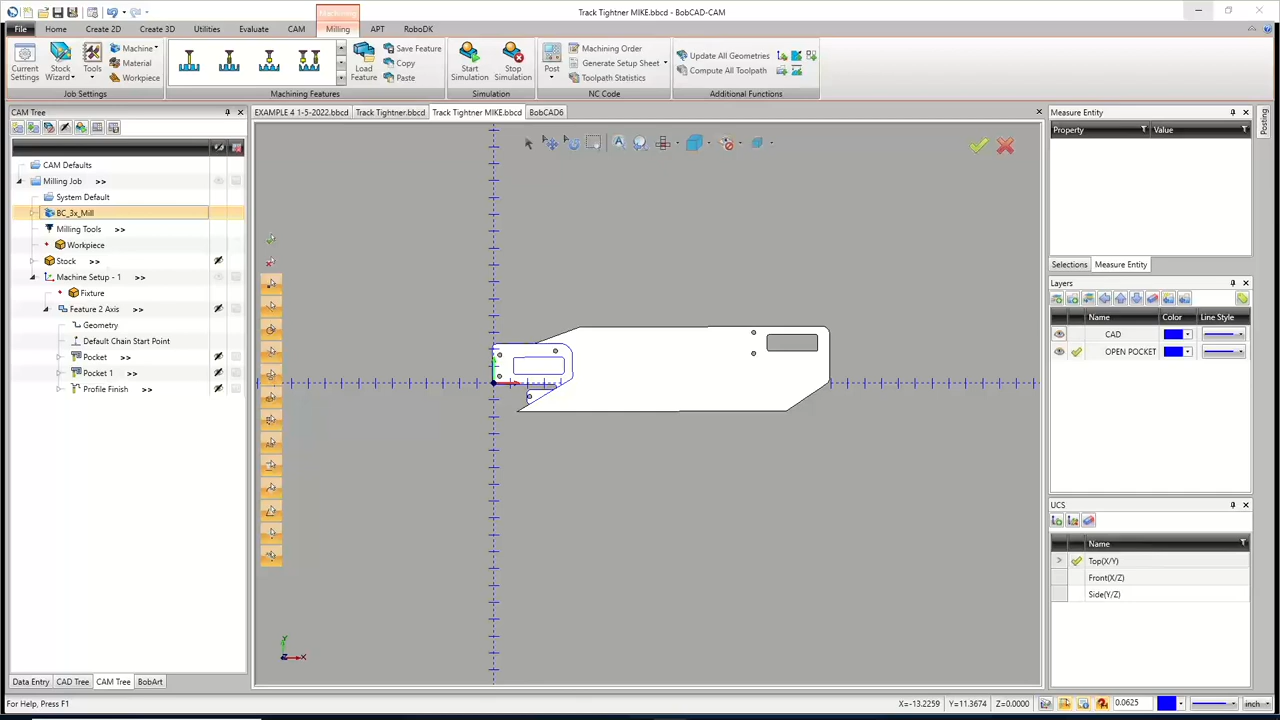 Track Tightner MIKE.bbcd - BobCAD-CAM
File Home Create 2D Create 3D Utilities Evaluate CAM Milling APT RoboDK
Current Settings
Stock Wizard
Tools
Machine
Material
Workpiece
Load Feature
Save Feature
Copy
Paste
Start Simulation
Stop Simulation
Post
Machining Order
Generate Setup Sheet
Toolpath Statistics
Update All Geometries
Compute All Toolpath
Job Settings
Machining Features
Simulation
NC Code
Additional Functions
CAM Tree
EXAMPLE 4 1-5-2022.bbcd Track Tightner.bbcd Track Tightner MIKE.bbcd BobCAD6
CAM Defaults
Milling Job >>
System Default
BC_3x_Mill
Milling Tools >>
Workpiece
Stock >>
Machine Setup - 1 >>
Fixture
Feature 2 Axis >>
Geometry
Default Chain Start Point
Pocket >>
Pocket 1 >>
Profile Finish >>
Y
Z X
Data Entry CAD Tree CAM Tree BobArt
Measure Entity
Property Value
Selections Measure Entity
Layers
Name Color Line Style
CAD
OPEN POCKET
UCS
Name
> Top(X/Y)
Front(X/Z)
Side(Y/Z)
Posting
For Help, Press F1
X=-13.2259 Y=11.3674 Z=0.0000
0.0625
inch